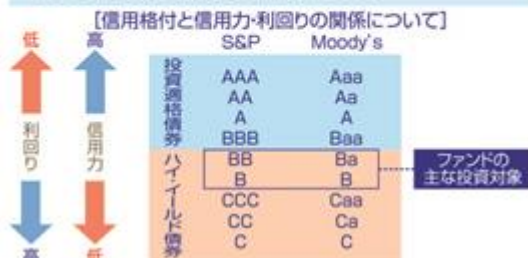 [信用格付と信用力・利回りの関係について]
低 高 S&P Moody's
投資適格債券
AAA Aaa
AA Aa
A A
BBB Baa
利回り
信用力
ハイ・イールド債券
BB Ba
B B
CCC Caa
CC Ca
C C
ファンドの
主な投資対象
高 低